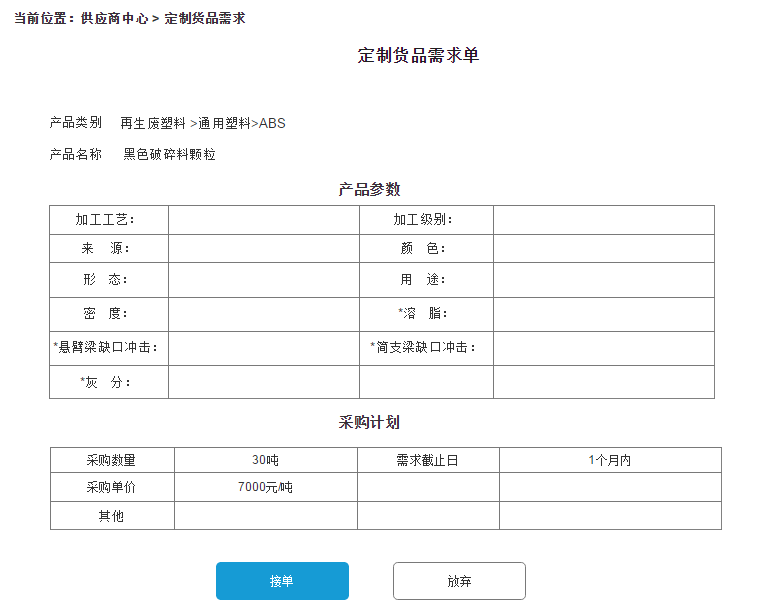 当前位置：供应商中心 > 定制货品需求
定制货品需求单
产品类别 再生废塑料 >通用塑料>ABS
产品名称 黑色破碎料颗粒
产品参数
加工工艺： 加工级别：
来 源： 颜 色：
形 态： 用 途：
密 度： *溶 脂：
*悬臂梁缺口冲击： *简支梁缺口冲击：
*灰 分：
采购计划
采购数量 30吨 需求截止日 1个月内
采购单价 7000元/吨
其他
接单 放弃